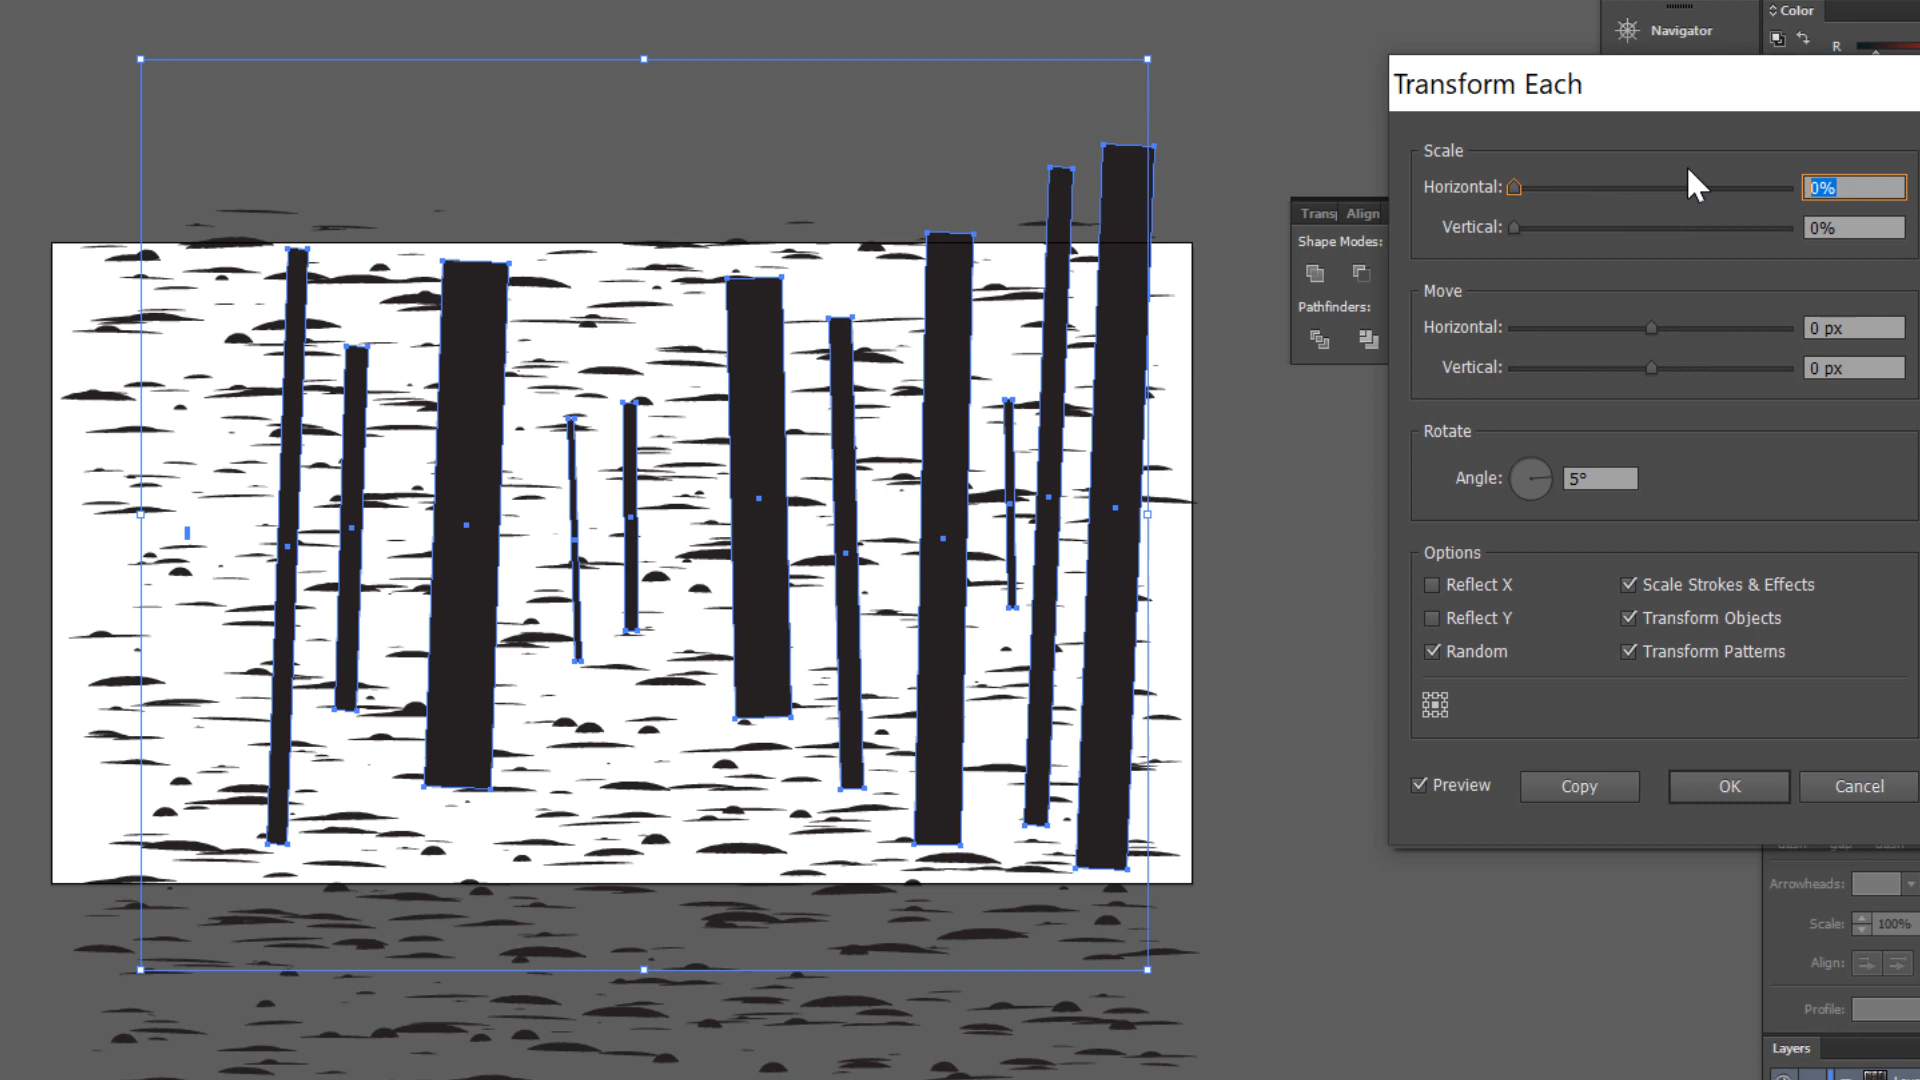 Color
Navigator
R
Transform Each
Scale
Horizontal:
0%
Vertical:
0%
Move
Horizontal:
0 px
Vertical:
0 px
Rotate
Angle:
5°
Options
Reflect X
Scale Strokes & Effects
Reflect Y
Transform Objects
Random
Transform Patterns
Preview
Copy
OK
Cancel
Trans
Align
Shape Modes:
Pathfinders:
Arrowheads:
Scale:
100%
Align:
Profile:
Layers